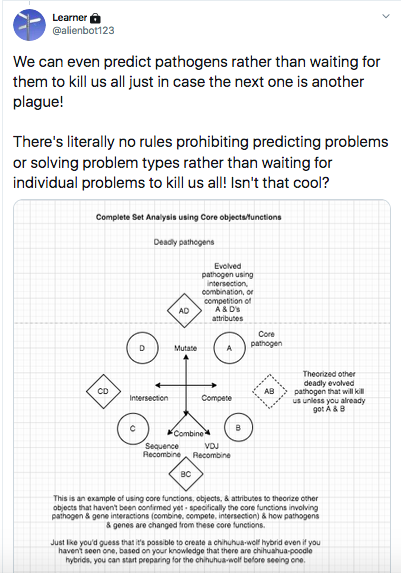 Learner
@alienbot123
We can even predict pathogens rather than waiting for
them to kill us all just in case the next one is another
plague!
There's literally no rules prohibiting predicting problems
or solving problem types rather than waiting for
individual problems to kill us all! Isn't that cool?
Complete Set Analysis using Core objects/functions
Deadly pathogens
Evolved
pathogen using
intersection,
combination, or
competition of
A & D's
attributes
AD
Core
pathogen
D
Mutate
A
Theorized other
deadly evolved
pathogen that will kill
us unless you already
got A & B
CD
Intersection
Compete
AB
C
Combine
B
Sequence
Recombine
VDJ
Recombine
BC
This is an example of using core functions, objects, & attributes to theorize other
objects that haven't been confirmed yet - specifically the core functions involving
pathogen & gene interactions (combine, compete, intersection) & how pathogens
& genes are changed from these core functions.
Just like you'd guess that it's possible to create a chihuhua-wolf hybrid even if you
haven't seen one, based on your knowledge that there are chihuahua-poodle
hybrids, you can start preparing for the chihuhua-wolf before seeing one.